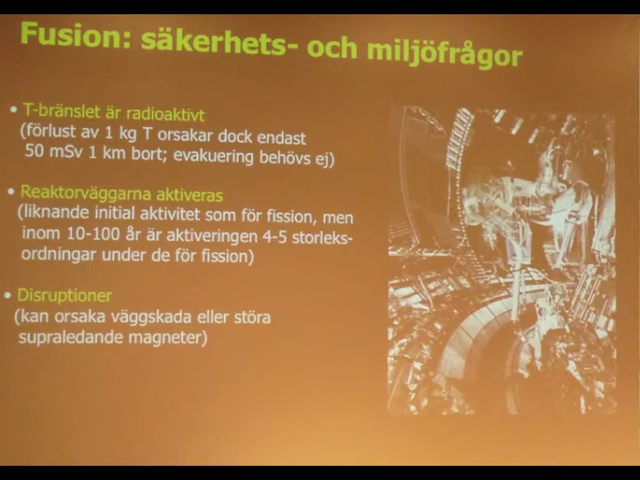 Fusion: säkerhets- och miljöfrågor
• T-bränslet är radioaktivt
(förlust av 1 kg T orsakar dock endast
50 mSv 1 km bort; evakuering behövs ej)
• Reaktorväggarna aktiveras
(liknande initial aktivitet som för fission, men
inom 10-100 år är aktiveringen 4-5 storleks-
ordningar under de för fission)
• Disruptioner
(kan orsaka väggskada eller störa
supraledande magneter)